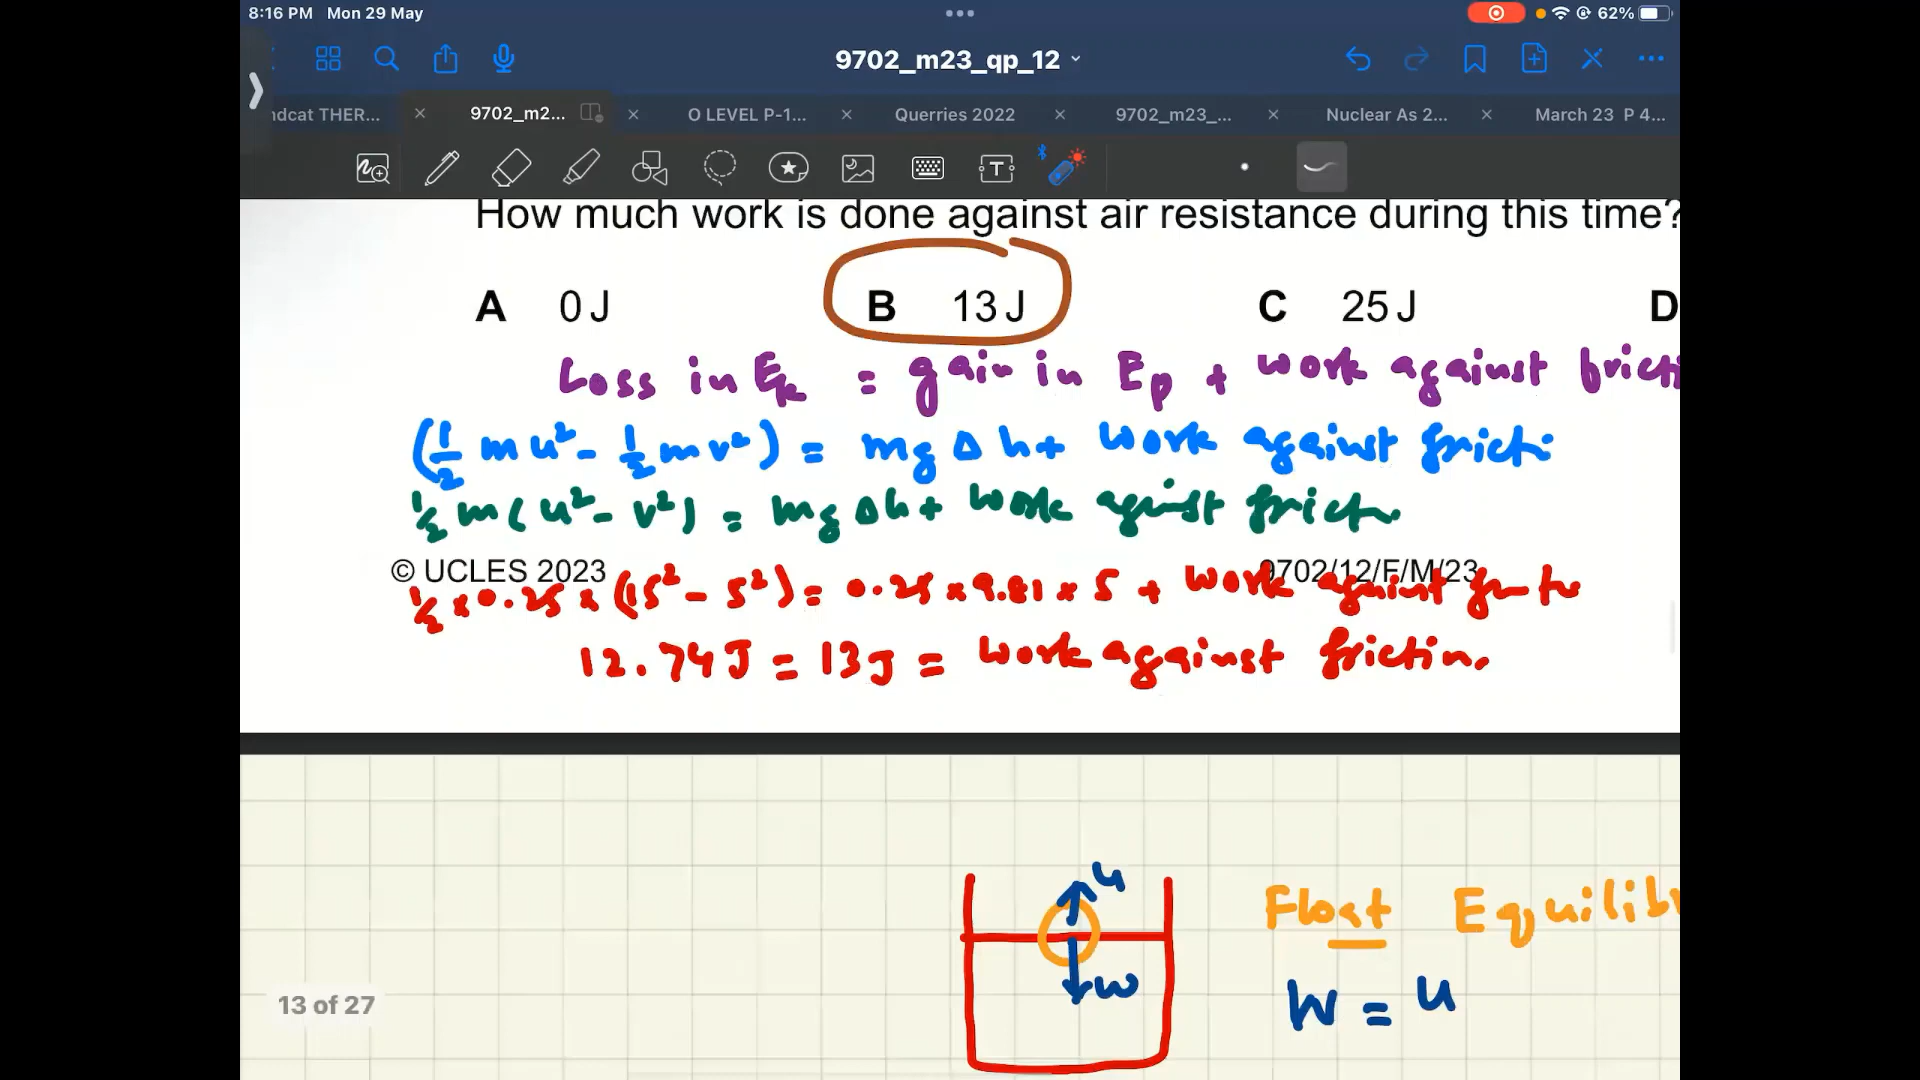 8:16 PM Mon 29 May
62%
9702_m23_qp_12
ndcat THER...
9702_m2...
O LEVEL P-1...
Querries 2022
9702_m23_...
Nuclear As 2...
March 23 P 4...
How much work is done against air resistance during this time?
A 0 J B 13 J C 25 J D
Loss in Ek = gain in Ep + work against fricti
(½ mu² - ½ mv²) = mg Δh + work against fricti
½ m(u² - v²) = mg Δh + work against frict
© UCLES 2023 9702/12/F/M/23
½ × 0.25 × (15² - 5²) = 0.25 × 9.81 × 5 + work against
12.74 J = 13 J = work against frictin.
u
Float Equilib
w
W = u
13 of 27